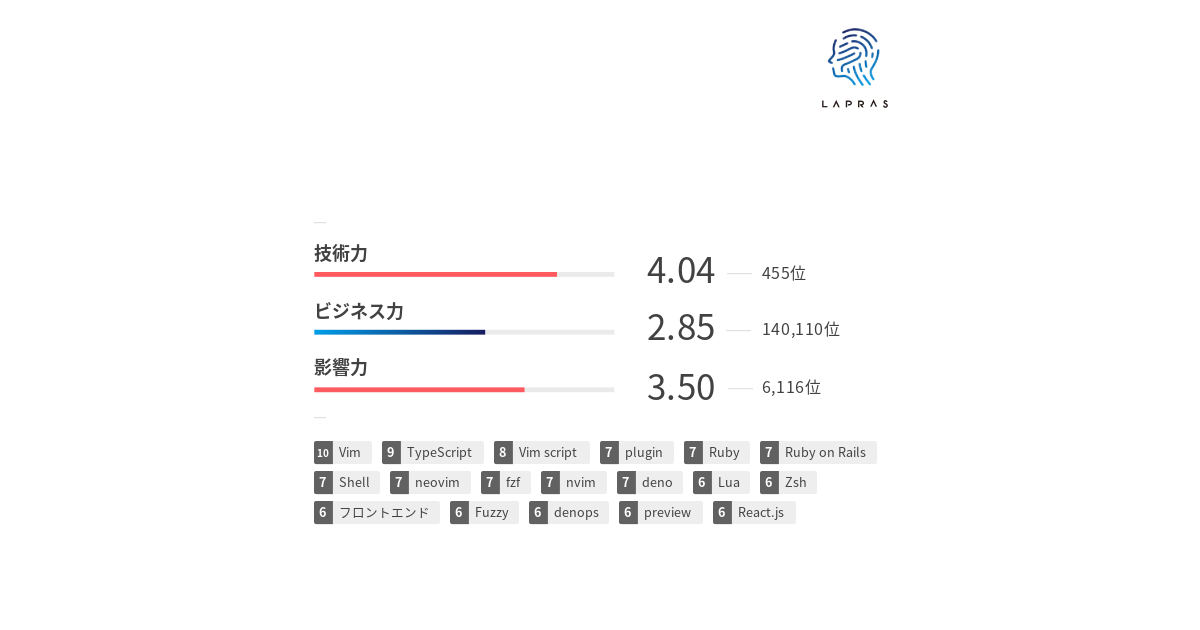 LAPRAS
技術力
4.04
455位
ビジネス力
2.85
140,110位
影響力
3.50
6,116位
10 Vim 9 TypeScript 8 Vim script 7 plugin 7 Ruby 7 Ruby on Rails
7 Shell 7 neovim 7 fzf 7 nvim 7 deno 6 Lua 6 Zsh
6 フロントエンド 6 Fuzzy 6 denops 6 preview 6 React.js